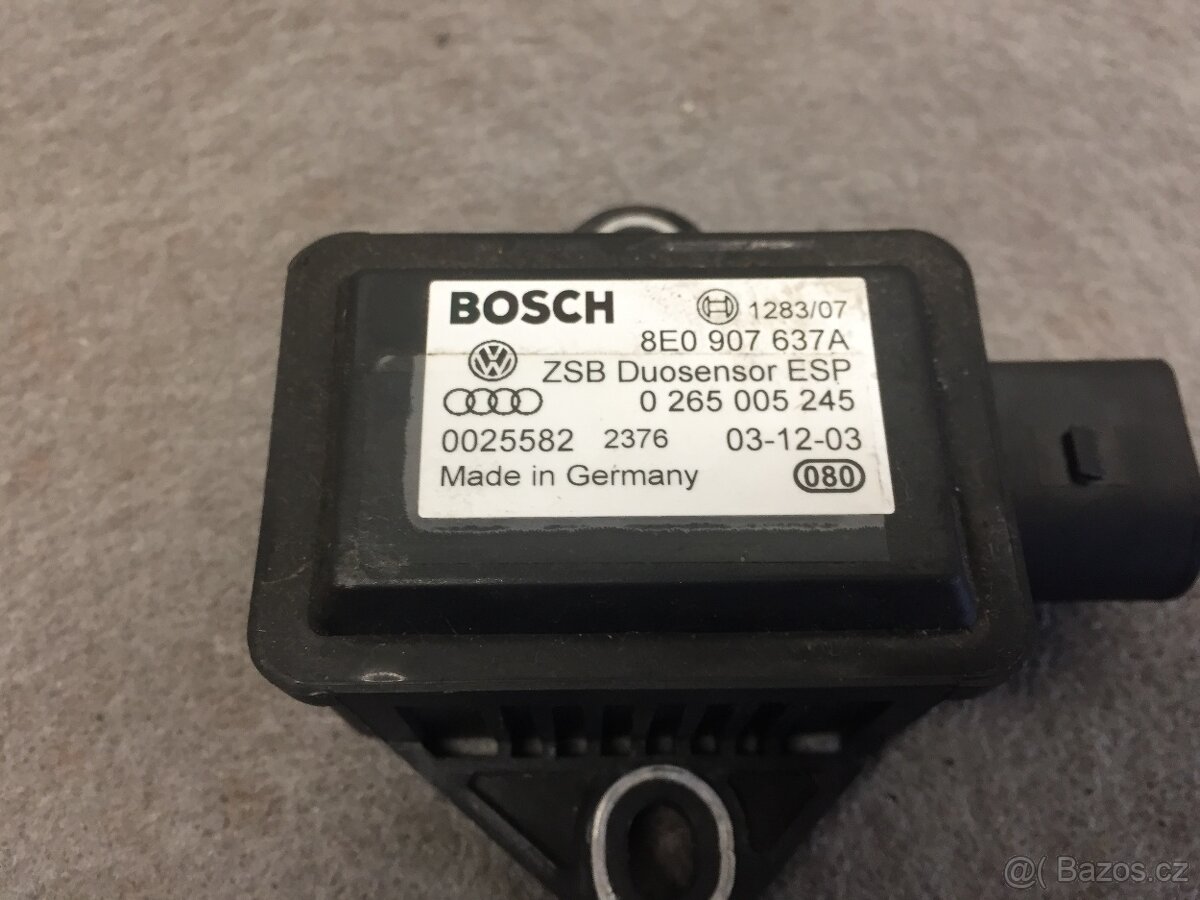 BOSCH 1283/07
8E0 907 637A
ZSB Duosensor ESP
0 265 005 245
0025582 2376 03-12-03
Made in Germany 080
@( Bazos.cz